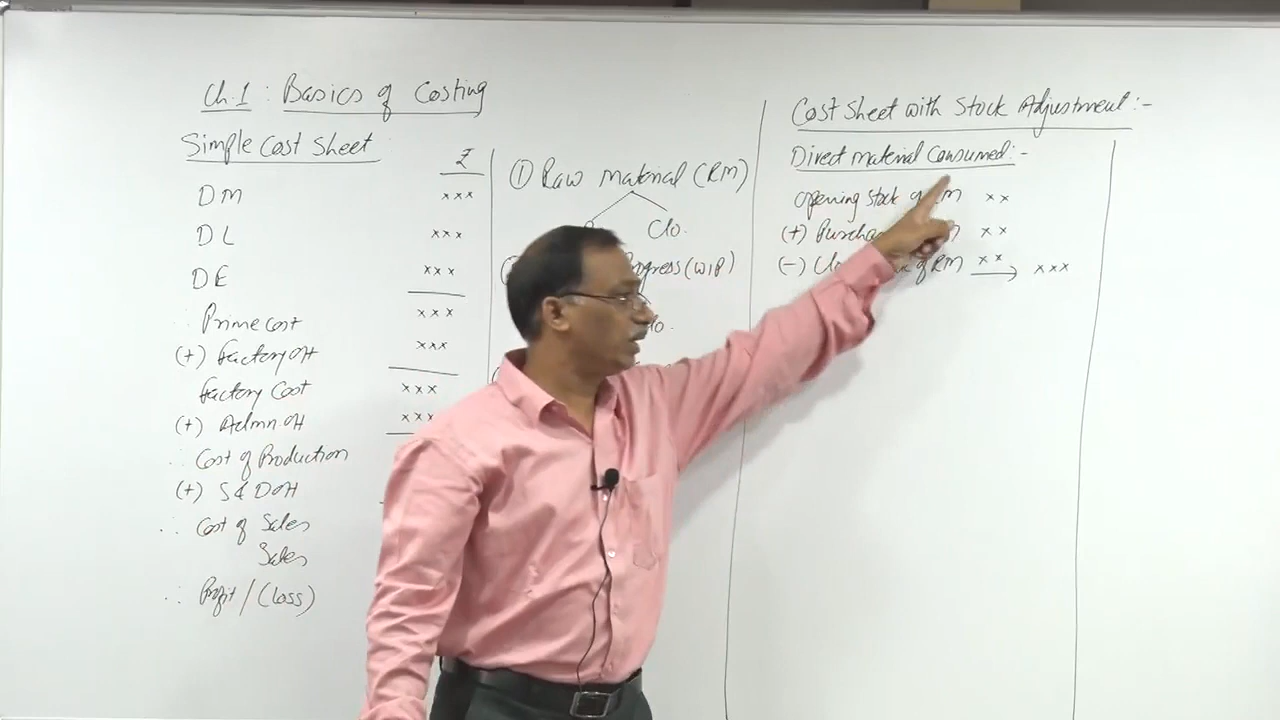 Ch.1 : Basics of Costing
Simple Cost Sheet
₹
DM xxx
DL xxx
DE xxx
Prime Cost xxx
(+) Factory OH xxx
Factory Cost xxx
(+) Admn OH xxx
∴ Cost of Production
(+) S&D OH
∴ Cost of Sales
Sales
∴ Profit / (Loss)
① Raw material (RM)
Clo.
(WIP)
Cost Sheet with Stock Adjustment :-
Direct material Consumed :-
opening stock of RM xx
(+) xx
(-) of RM xx → xxx